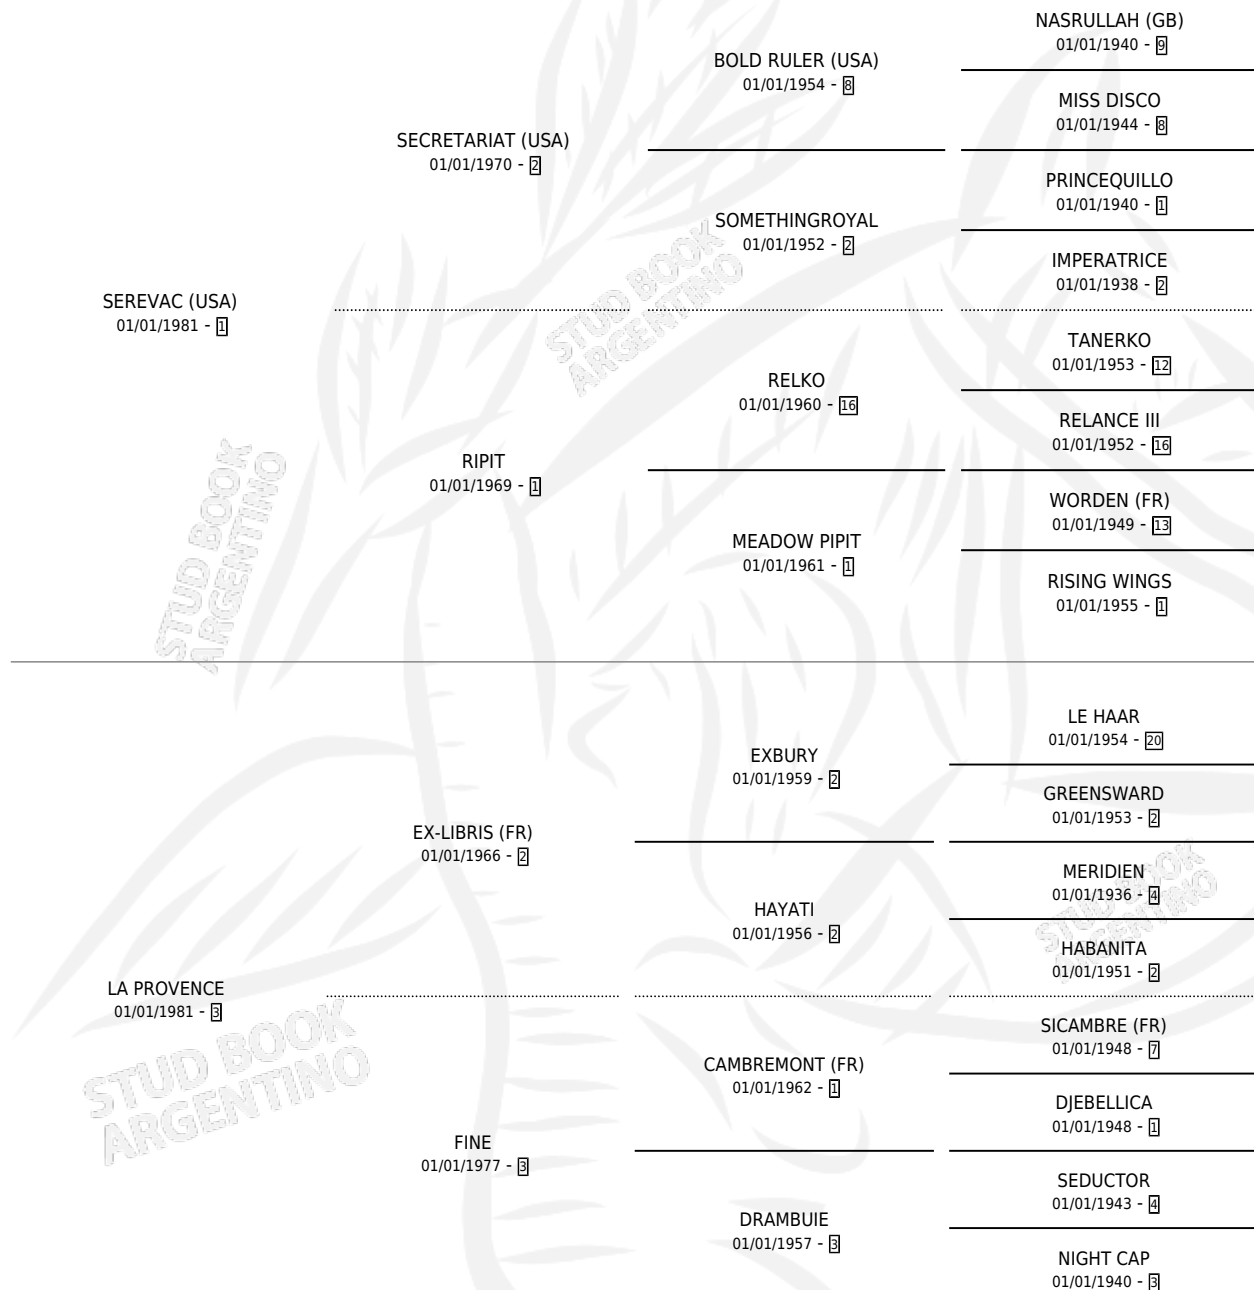 NASRULLAH (GB)
01/01/1940 - 9
BOLD RULER (USA)
01/01/1954 - 8
MISS DISCO
01/01/1944 - 8
SECRETARIAT (USA)
01/01/1970 - 2
PRINCEQUILLO
01/01/1940 - 1
SOMETHINGROYAL
01/01/1952 - 2
IMPERATRICE
01/01/1938 - 2
SEREVAC (USA)
01/01/1981 - 1
TANERKO
01/01/1953 - 12
RELKO
01/01/1960 - 16
RELANCE III
01/01/1952 - 16
RIPIT
01/01/1969 - 1
WORDEN (FR)
01/01/1949 - 13
MEADOW PIPIT
01/01/1961 - 1
RISING WINGS
01/01/1955 - 1
LE HAAR
01/01/1954 - 20
EXBURY
01/01/1959 - 2
GREENSWARD
01/01/1953 - 2
EX-LIBRIS (FR)
01/01/1966 - 2
MERIDIEN
01/01/1936 - 4
HAYATI
01/01/1956 - 2
HABANITA
01/01/1951 - 2
LA PROVENCE
01/01/1981 - 3
SICAMBRE (FR)
01/01/1948 - 7
CAMBREMONT (FR)
01/01/1962 - 1
DJEBELLICA
01/01/1948 - 1
FINE
01/01/1977 - 3
SEDUCTOR
01/01/1943 - 4
DRAMBUIE
01/01/1957 - 3
NIGHT CAP
01/01/1940 - 3
STUD BOOK
ARGENTINO
STUD BOOK
ARGENTINO
STUD BOOK
ARGENTINO
STUD BOOK
ARGENTINO